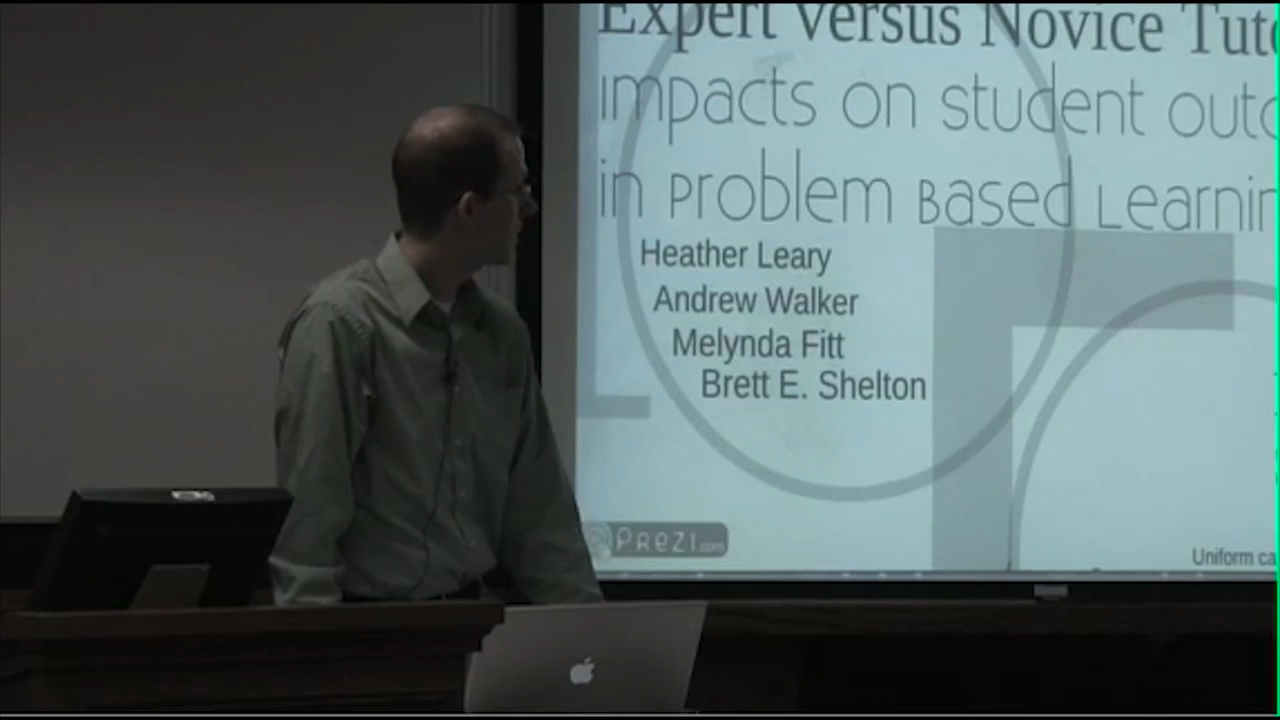 Expert versus Novice Tuto
impacts on student outc
in Problem Based Learnin
Heather Leary
Andrew Walker
Melynda Fitt
Brett E. Shelton
Prezi.com
Uniform ca